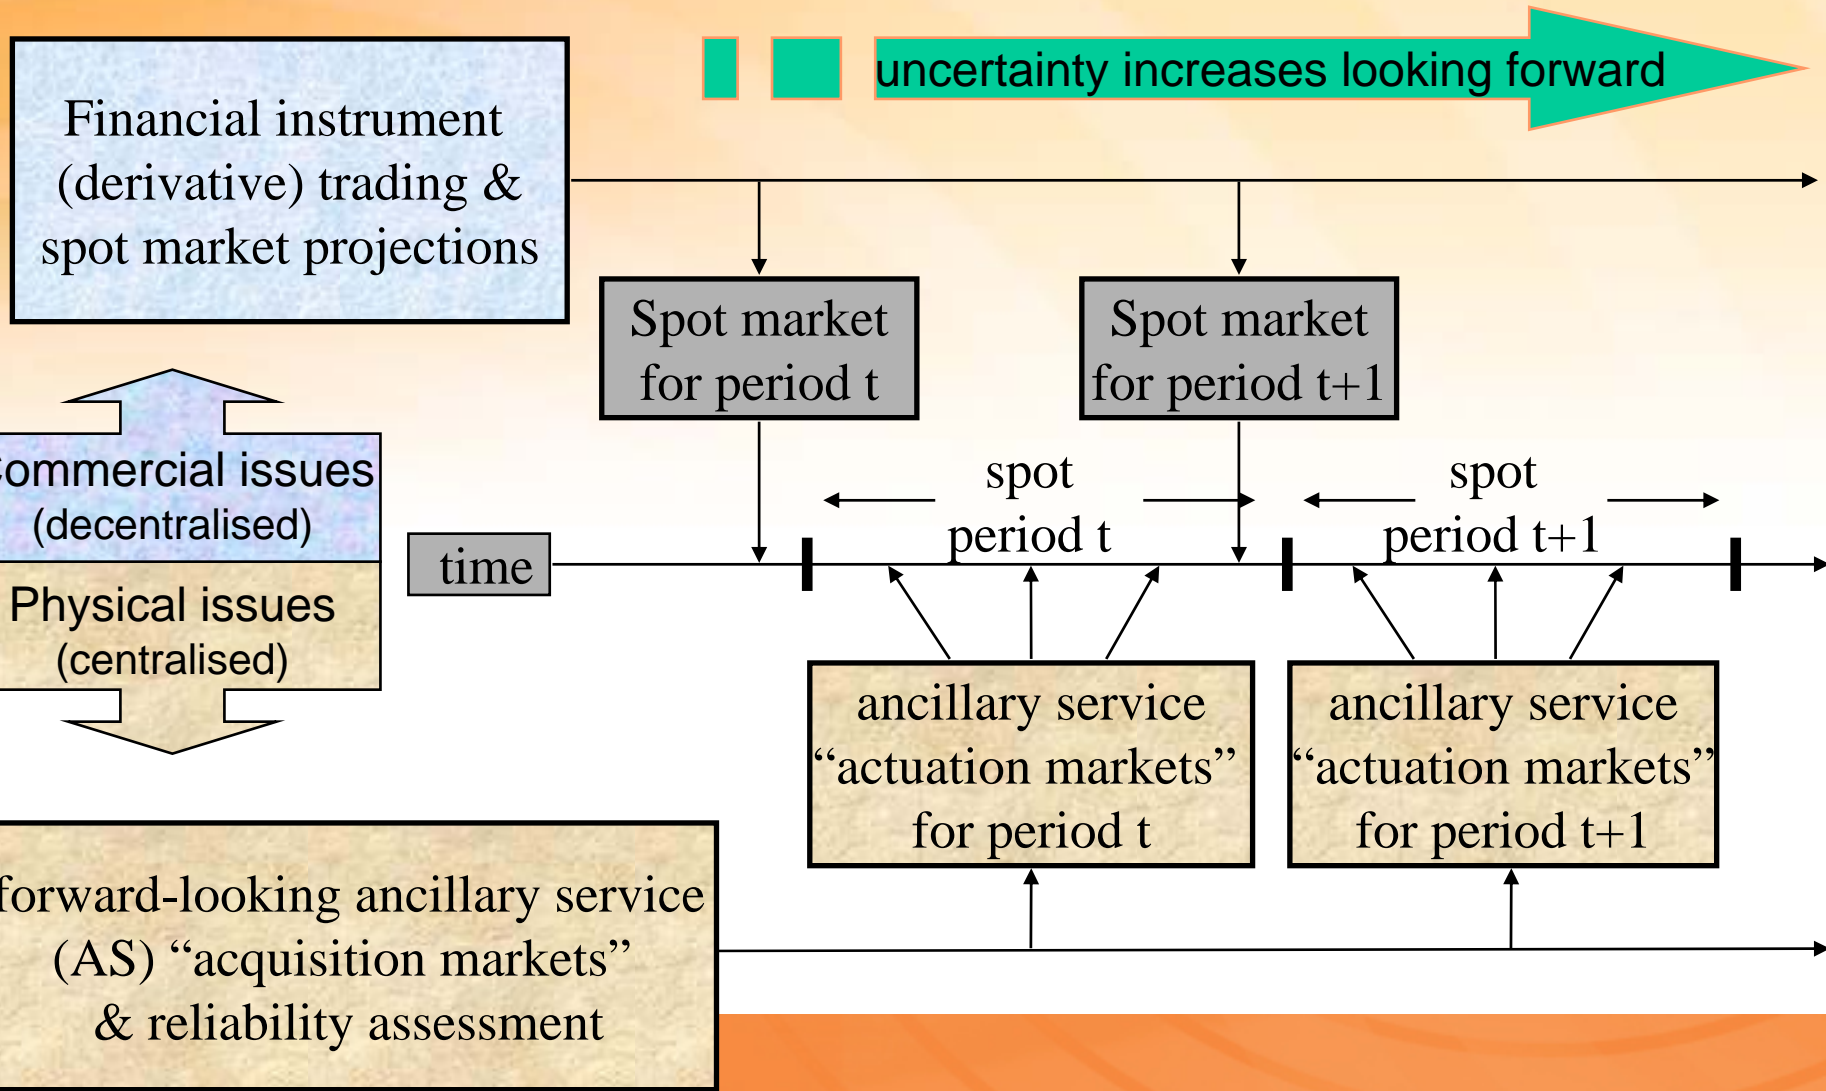 uncertainty increases looking forward
Financial instrument
(derivative) trading &
spot market projections
Spot market
for period t
Spot market
for period t+1
Commercial issues
(decentralised)
Physical issues
(centralised)
time
spot
period t
spot
period t+1
ancillary service
“actuation markets”
for period t
ancillary service
“actuation markets”
for period t+1
forward-looking ancillary service
(AS) “acquisition markets”
& reliability assessment